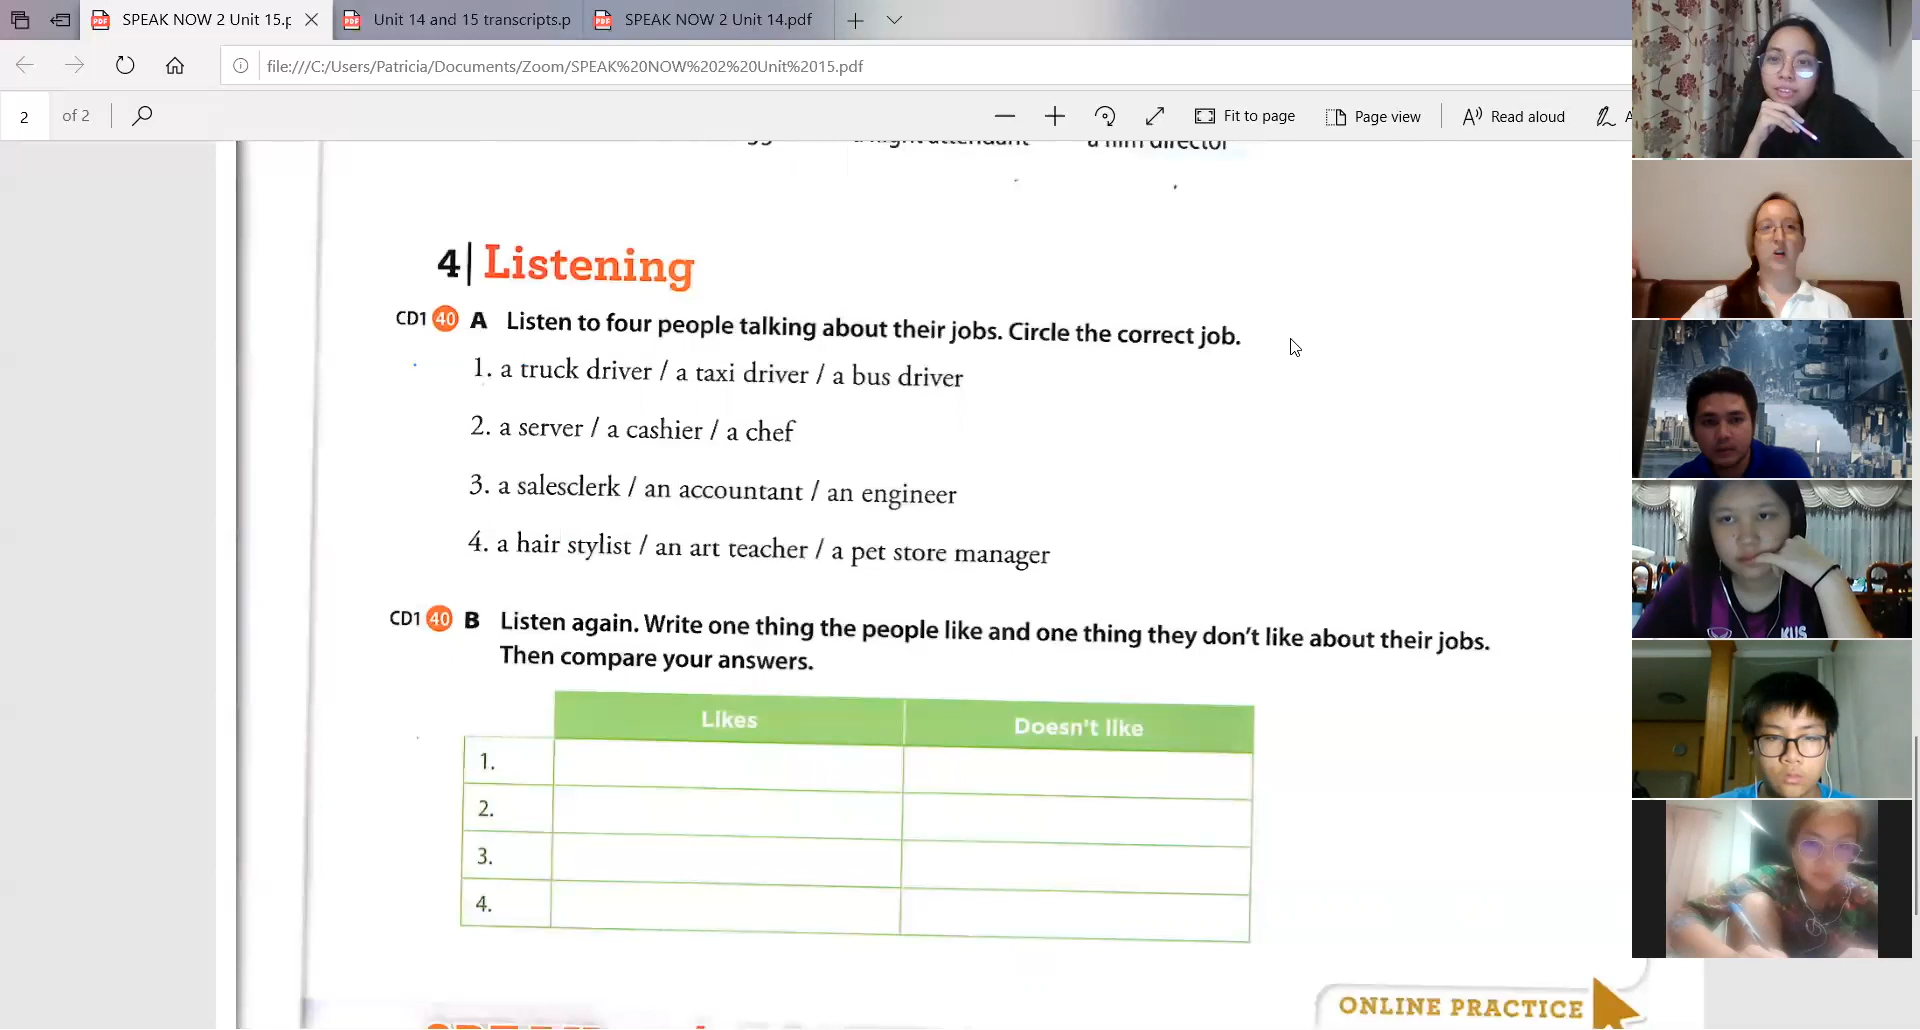 SPEAK NOW 2 Unit 15.p
Unit 14 and 15 transcripts.p
SPEAK NOW 2 Unit 14.pdf
file:///C:/Users/Patricia/Documents/Zoom/SPEAK%20NOW%202%20Unit%2015.pdf
2 of 2
Fit to page
Page view
Read aloud
a film director
4| Listening
CD1 40 A Listen to four people talking about their jobs. Circle the correct job.
1. a truck driver / a taxi driver / a bus driver
2. a server / a cashier / a chef
3. a salesclerk / an accountant / an engineer
4. a hair stylist / an art teacher / a pet store manager
CD1 40 B Listen again. Write one thing the people like and one thing they don't like about their jobs.
Then compare your answers.
Likes Doesn't like
1.
2.
3.
4.
ONLINE PRACTICE
KUS